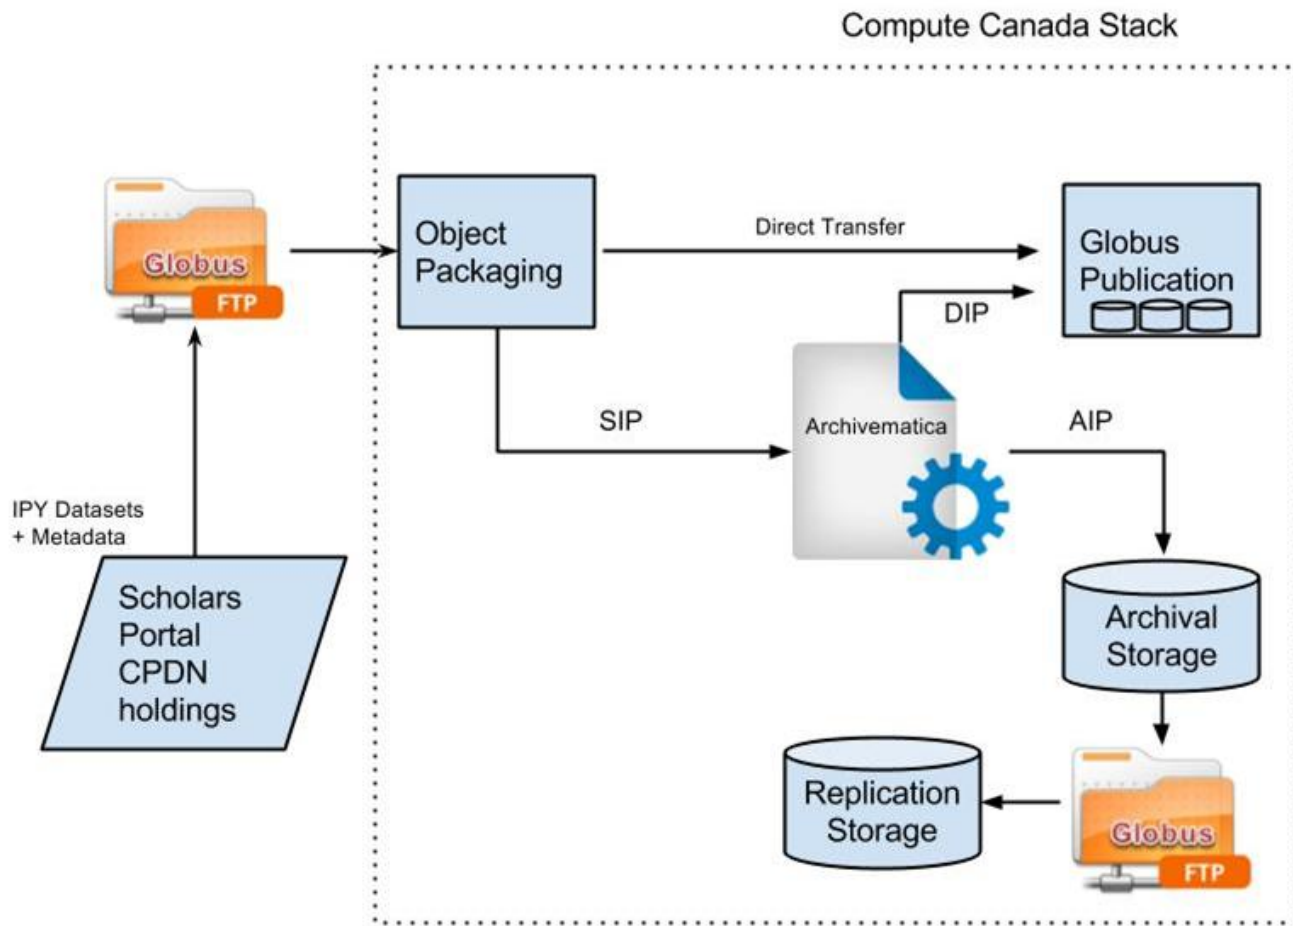 Compute Canada Stack
Globus
FTP
Object
Packaging
Direct Transfer
Globus
Publication
DIP
SIP
Archivematica
AIP
IPY Datasets
+ Metadata
Scholars
Portal
CPDN
holdings
Archival
Storage
Replication
Storage
Globus
FTP